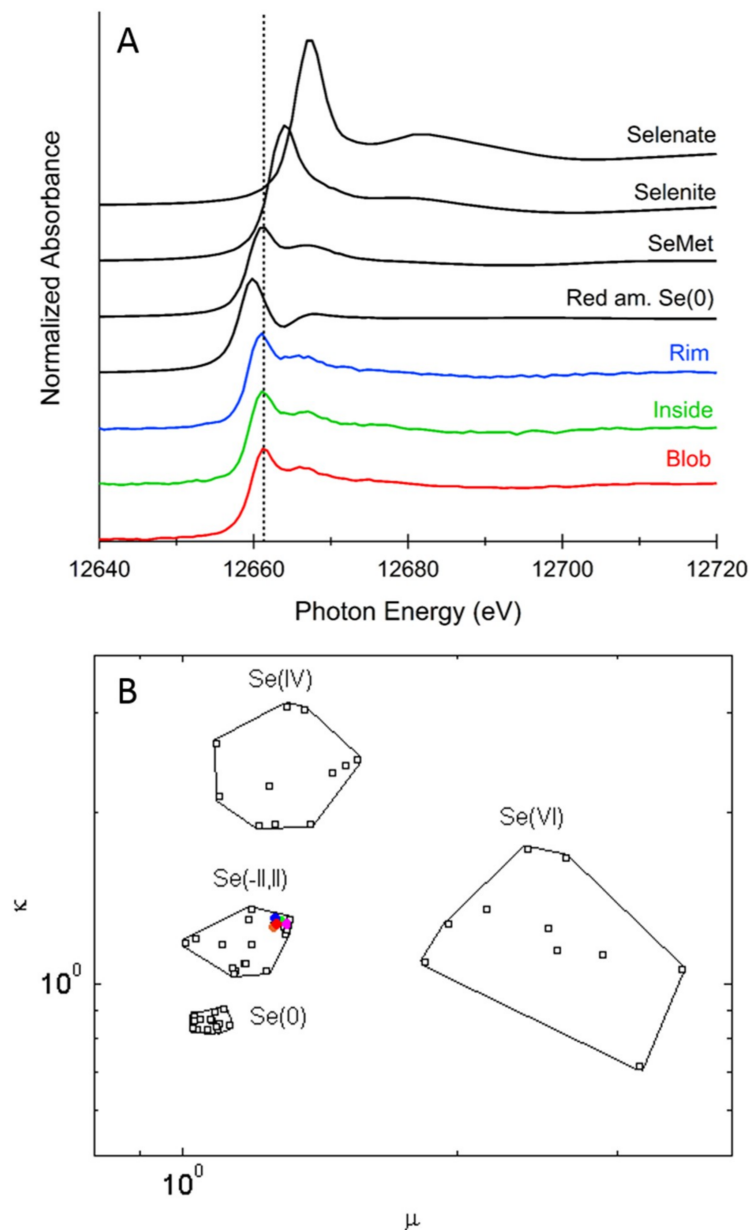 A
Normalized Absorbance
Selenate
Selenite
SeMet
Red am. Se(0)
Rim
Inside
Blob
12640 12660 12680 12700 12720
Photon Energy (eV)
B
Se(IV)
Se(VI)
Se(-II,II)
Se(0)
κ
10⁰
10⁰
μ